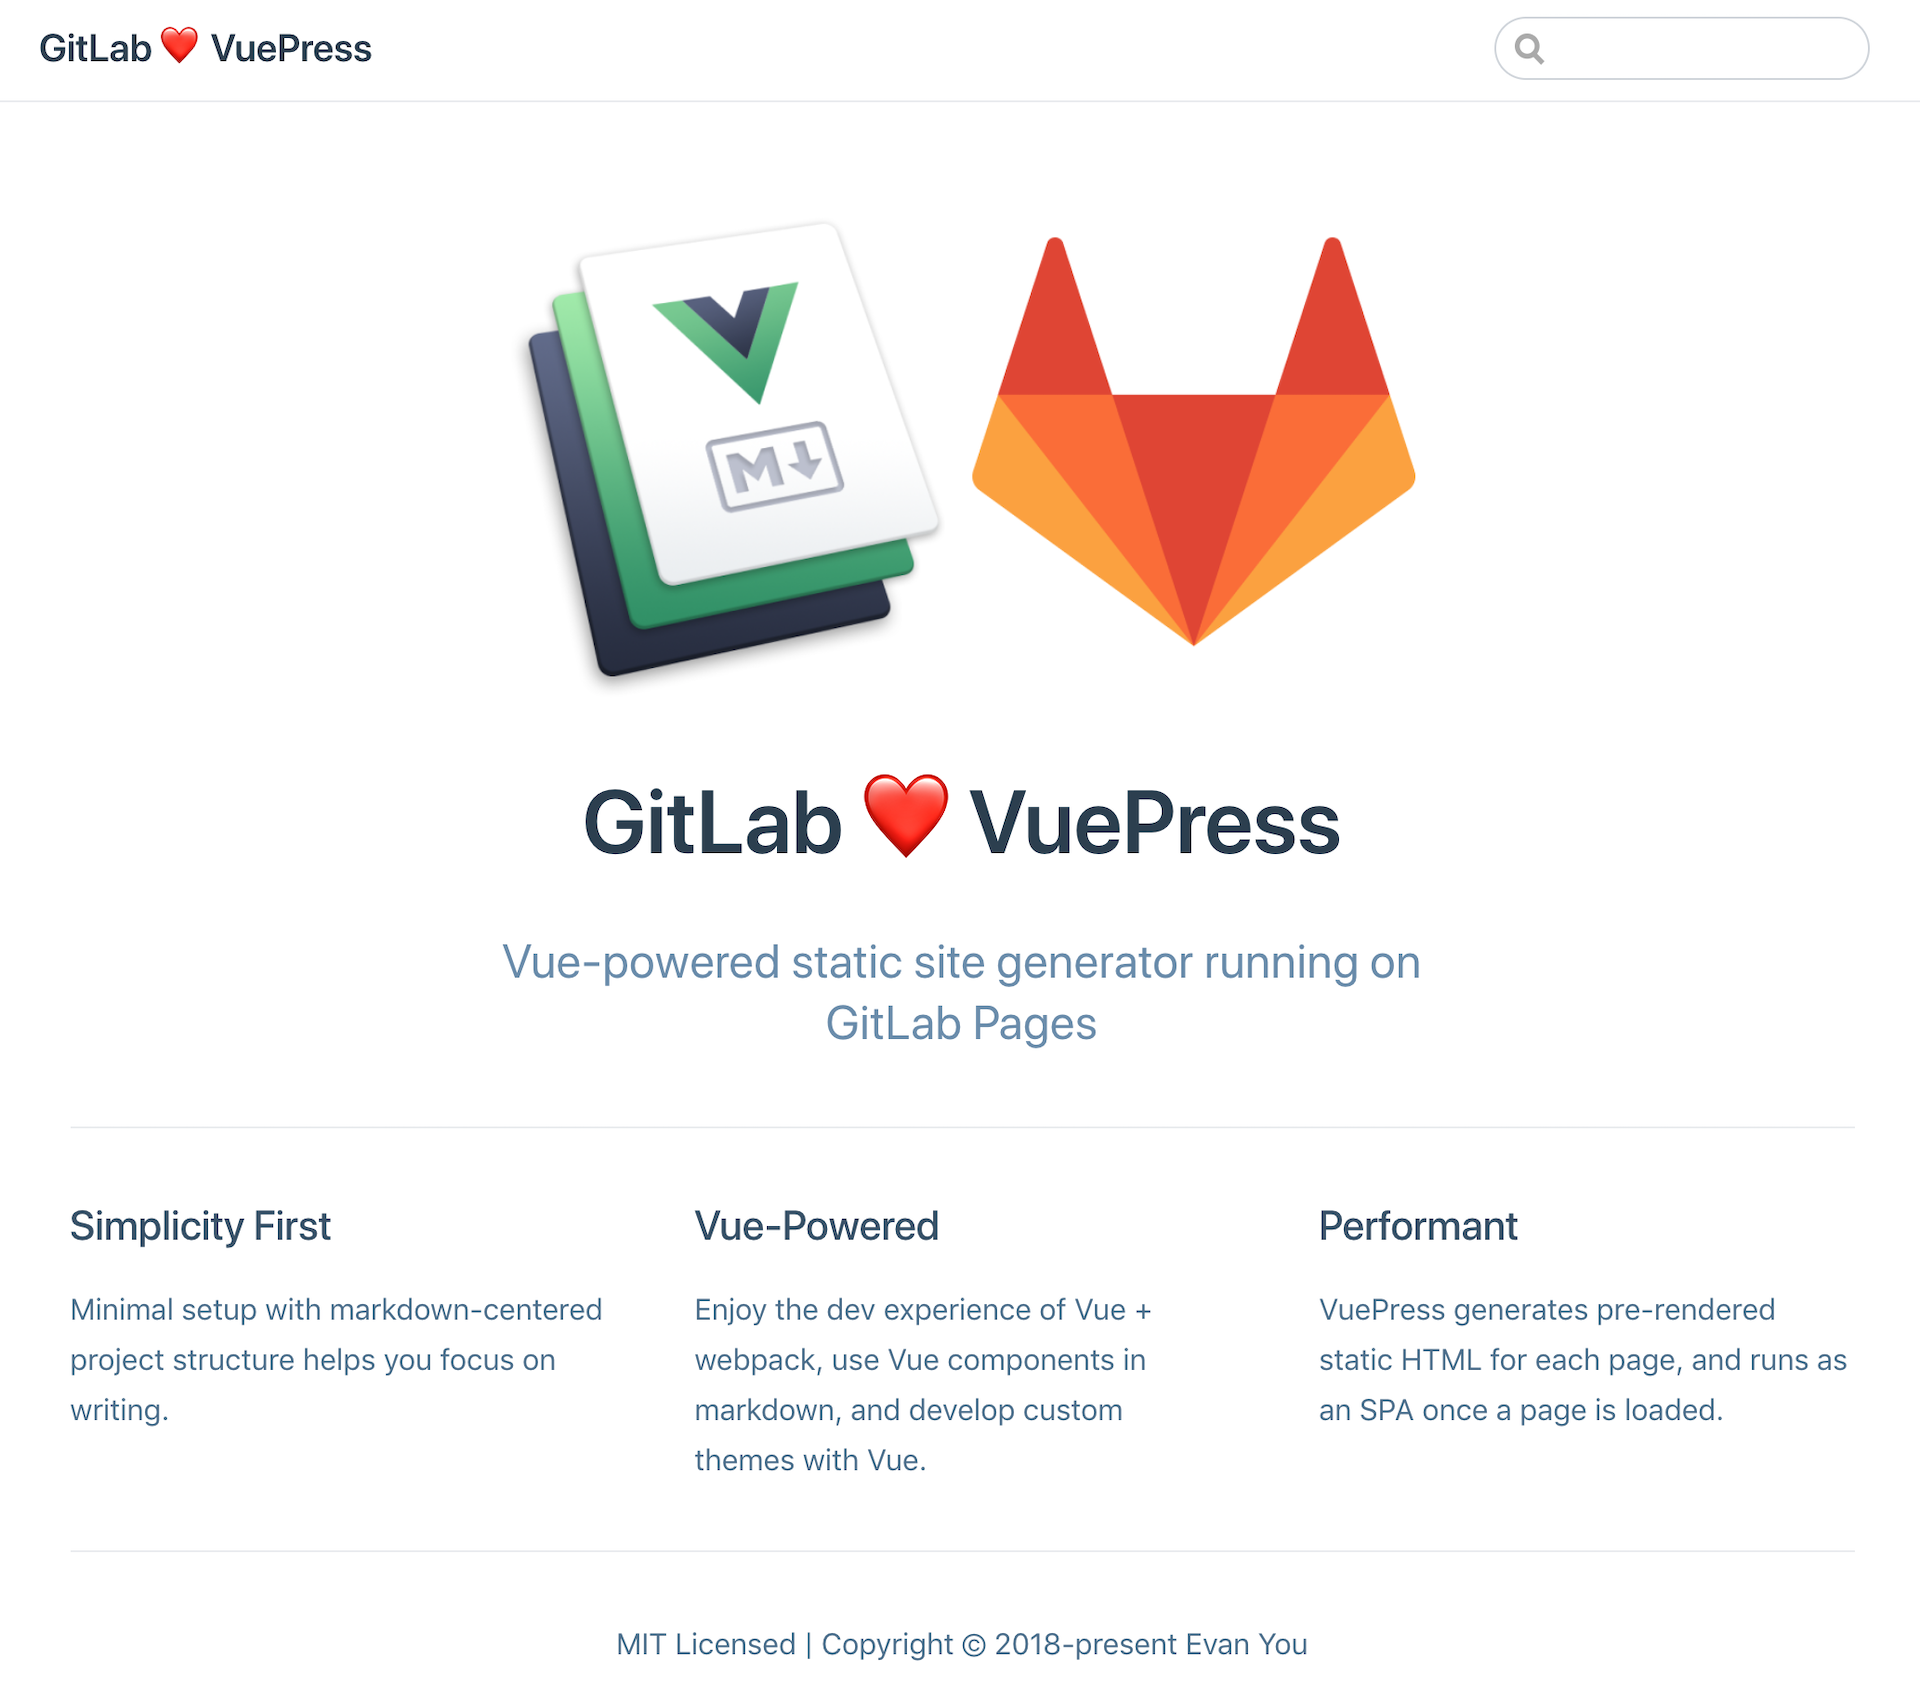 GitLab ❤️ VuePress
M
GitLab ❤️ VuePress
Vue-powered static site generator running on
GitLab Pages
Simplicity First
Minimal setup with markdown-centered
project structure helps you focus on
writing.
Vue-Powered
Enjoy the dev experience of Vue +
webpack, use Vue components in
markdown, and develop custom
themes with Vue.
Performant
VuePress generates pre-rendered
static HTML for each page, and runs as
an SPA once a page is loaded.
MIT Licensed | Copyright © 2018-present Evan You